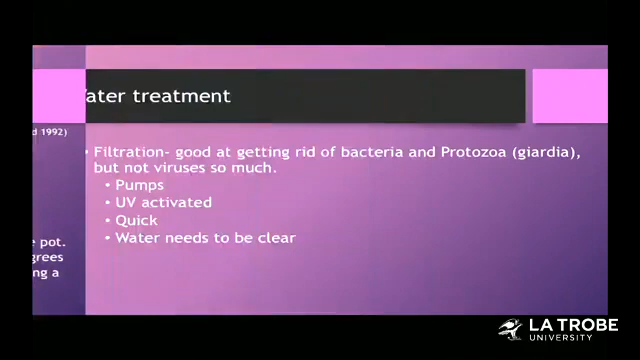 ater treatment
d 1992)
• Filtration- good at getting rid of bacteria and Protozoa (giardia),
but not viruses so much.
• Pumps
• UV activated
• Quick
• Water needs to be clear
e pot.
grees
ng a
LA TROBE
UNIVERSITY